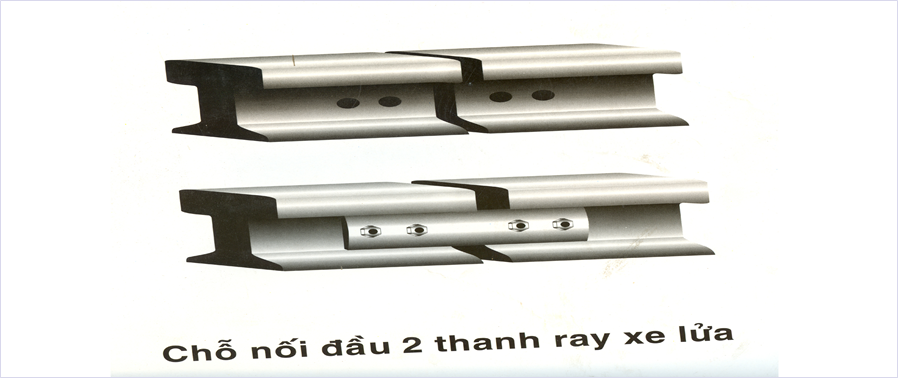 Chỗ nối đầu 2 thanh ray xe lửa